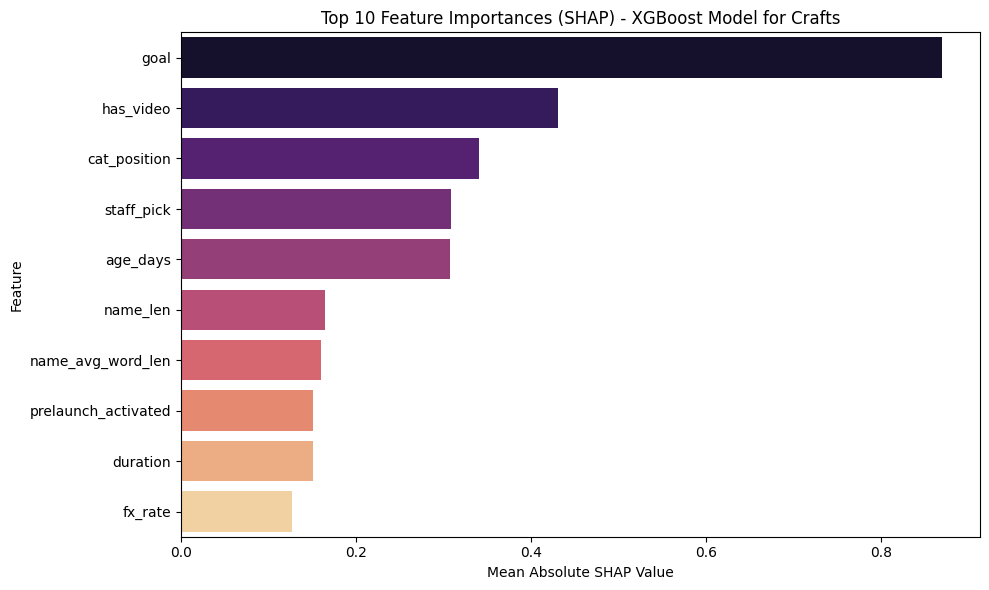 Top 10 Feature Importances (SHAP) - XGBoost Model for Crafts
Feature
goal
has_video
cat_position
staff_pick
age_days
name_len
name_avg_word_len
prelaunch_activated
duration
fx_rate
0.0 0.2 0.4 0.6 0.8
Mean Absolute SHAP Value